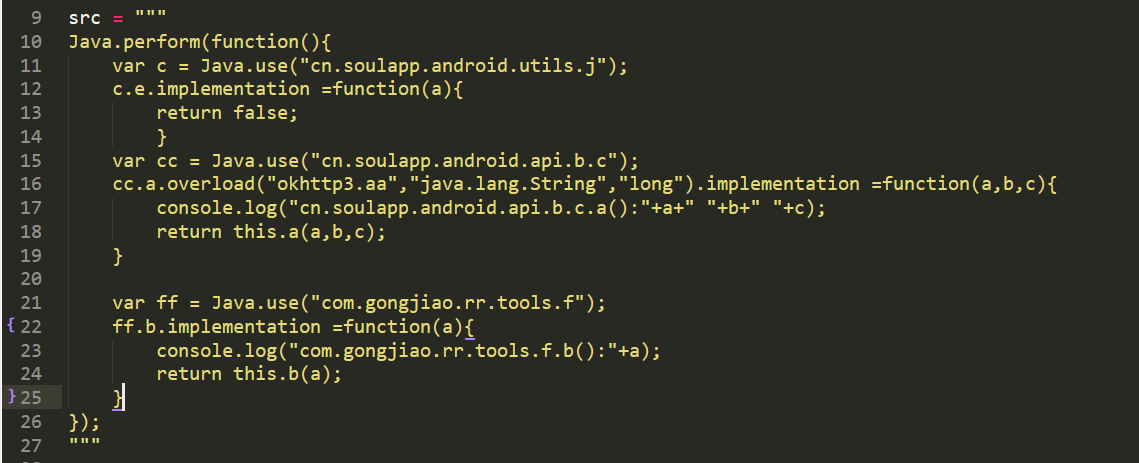 9 src = """
10 Java.perform(function(){
11 var c = Java.use("cn.soulapp.android.utils.j");
12 c.e.implementation =function(a){
13 return false;
14 }
15 var cc = Java.use("cn.soulapp.android.api.b.c");
16 cc.a.overload("okhttp3.aa","java.lang.String","long").implementation =function(a,b,c){
17 console.log("cn.soulapp.android.api.b.c.a():"+a+" "+b+" "+c);
18 return this.a(a,b,c);
19 }
20
21 var ff = Java.use("com.gongjiao.rr.tools.f");
{ 22 ff.b.implementation =function(a){
23 console.log("com.gongjiao.rr.tools.f.b():"+a);
24 return this.b(a);
} 25 }
26 });
27 """